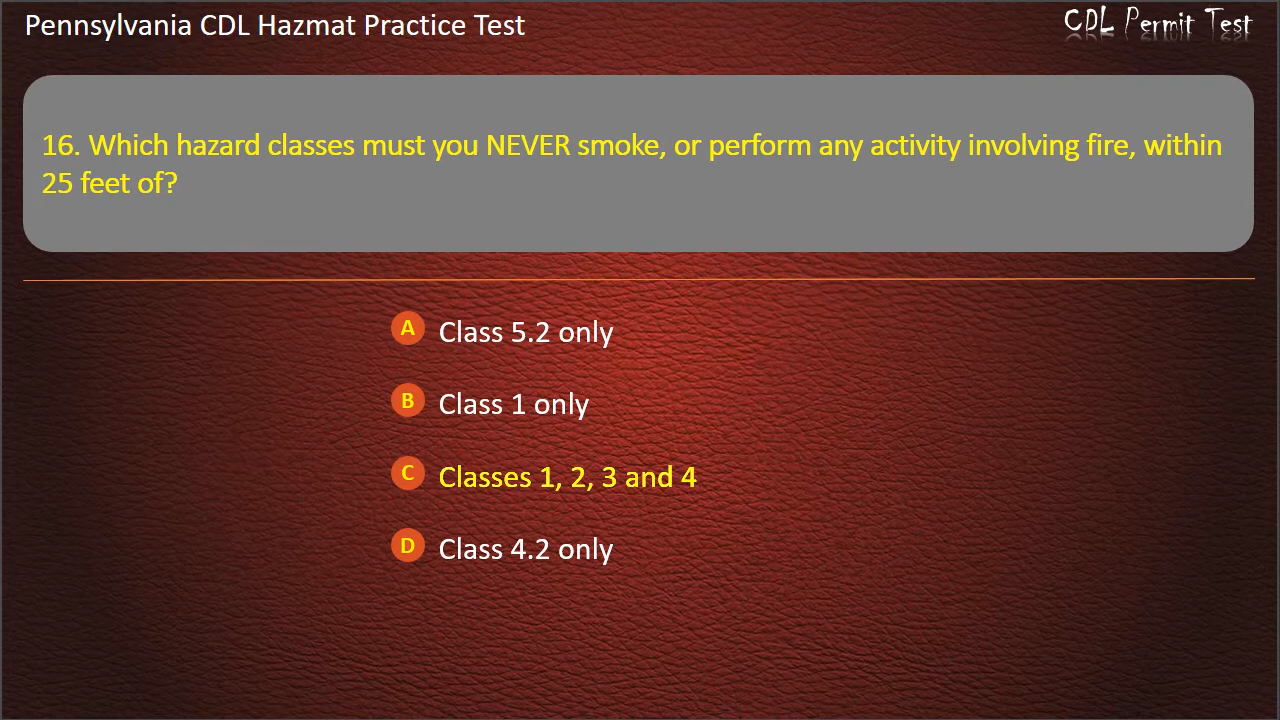 Pennsylvania CDL Hazmat Practice Test
CDL Permit Test
16. Which hazard classes must you NEVER smoke, or perform any activity involving fire, within
25 feet of?
A Class 5.2 only
B Class 1 only
C Classes 1, 2, 3 and 4
D Class 4.2 only